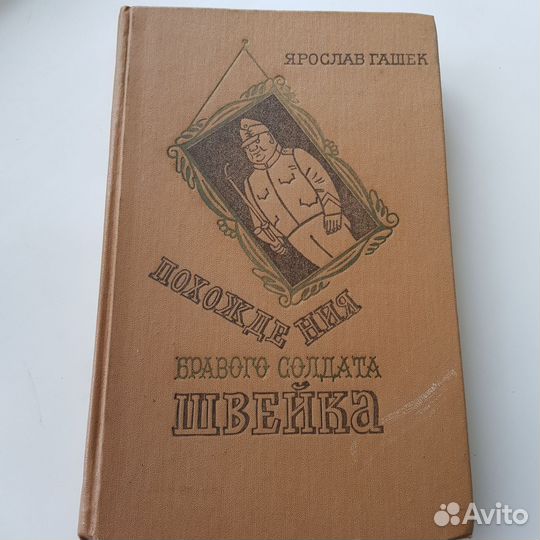 ЯРОСЛАВ ГАШЕК
ПОХОЖДЕНИЯ
БРАВОГО СОЛДАТА
ШВЕЙКА
Avito